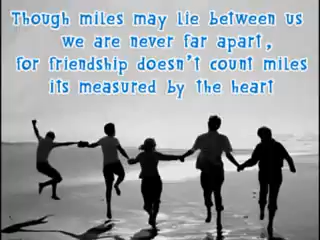 Though miles may lie between us
we are never far apart,
for friendship doesn't count miles
its measured by the heart